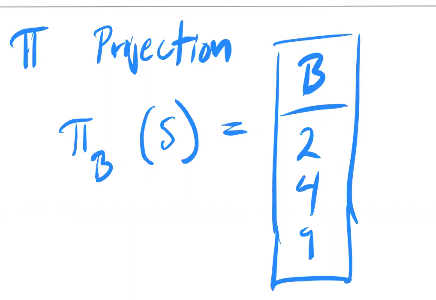 π Projection
π_B (S) =
B
2
4
9